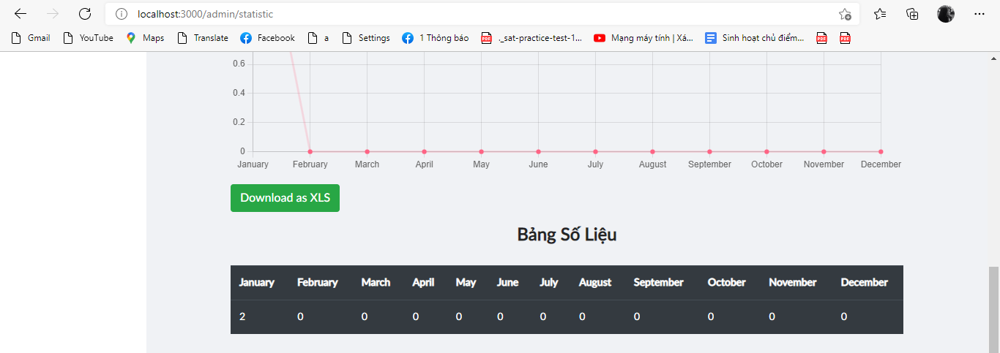 localhost:3000/admin/statistic
Gmail YouTube Maps Translate Facebook a Settings 1 Thông báo ._sat-practice-test-1... Mạng máy tính | Xá... Sinh hoạt chủ điểm...
0.6
0.4
0.2
0
January February March April May June July August September October November December
Download as XLS
Bảng Số Liệu
January February March April May June July August September October November December
2 0 0 0 0 0 0 0 0 0 0 0